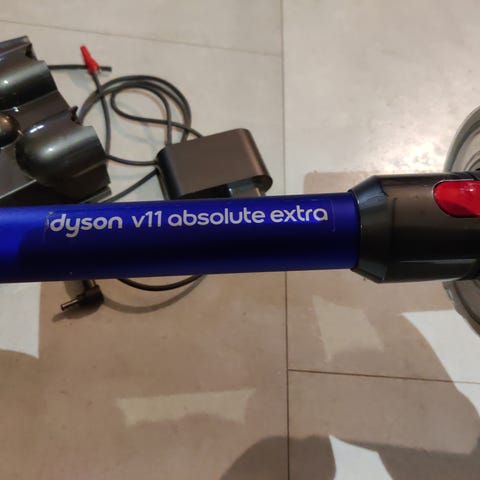 dyson v11 absolute extra